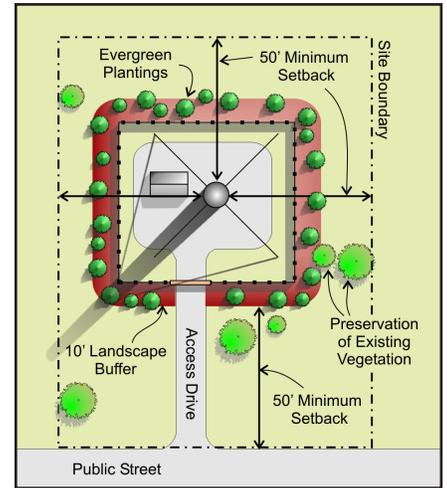 Evergreen
Plantings
50’ Minimum
Setback
Site Boundary
Preservation
of Existing
Vegetation
10’ Landscape
Buffer
Access Drive
50’ Minimum
Setback
Public Street